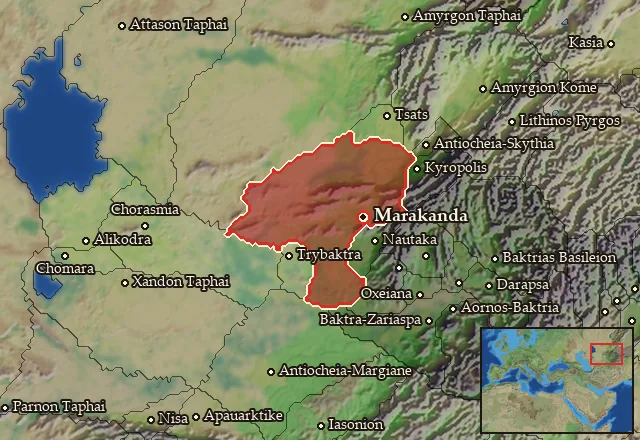 Amyrgon Taphai
Attason Taphai
Kasia
Amyrgion Kome
Tsats
Lithinos Pyrgos
Antiocheia-Skythia
Kyropolis
Chorasmia
Marakanda
Alikodra
Nautaka
Trybaktra
Baktrias Basileion
Chomara
Xandon Taphai
Darapsa
Oxeiana
Aornos-Baktria
Baktra-Zariaspa
Antiocheia-Margiane
Parnon Taphai
Nisa
Apauarktike
Iasonion